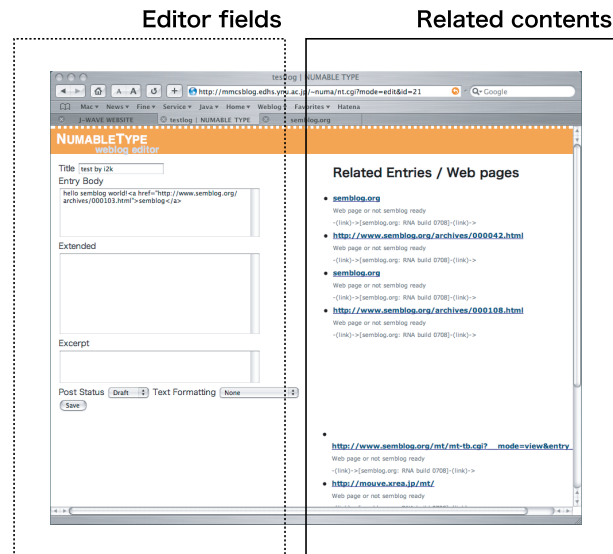 Editor fields
Related contents
testlog | NUMABLE TYPE
A A
http://mmcsblog.edhs.ynu.ac.jp/~numa/nt.cgi?mode=edit&id=21
Google
Mac News Fine Service Java Home Weblog Favorites Hatena
J-WAVE WEBSITE
testlog | NUMABLE TYPE
semblog.org
NUMABLETYPE
weblog editor
Title test by i2k
Entry Body
hello semblog world!<a href="http://www.semblog.org/
archives/000103.html">semblog</a>
Extended
Excerpt
Post Status Draft Text Formatting None
Save
Related Entries / Web pages
• semblog.org
Web page or not semblog ready
-(link)->[semblog.org: RNA build 0708]-(link)->
• http://www.semblog.org/archives/000042.html
Web page or not semblog ready
-(link)->[semblog.org: RNA build 0708]-(link)->
• semblog.org
Web page or not semblog ready
-(link)->[semblog.org: RNA build 0708]-(link)->
• http://www.semblog.org/archives/000108.html
Web page or not semblog ready
-(link)->[semblog.org: RNA build 0708]-(link)->
•
http://www.semblog.org/mt/mt-tb.cgi?__mode=view&entry_
Web page or not semblog ready
-(link)->[semblog.org: RNA build 0708]-(link)->
• http://mouve.xrea.jp/mt/
Web page or not semblog ready